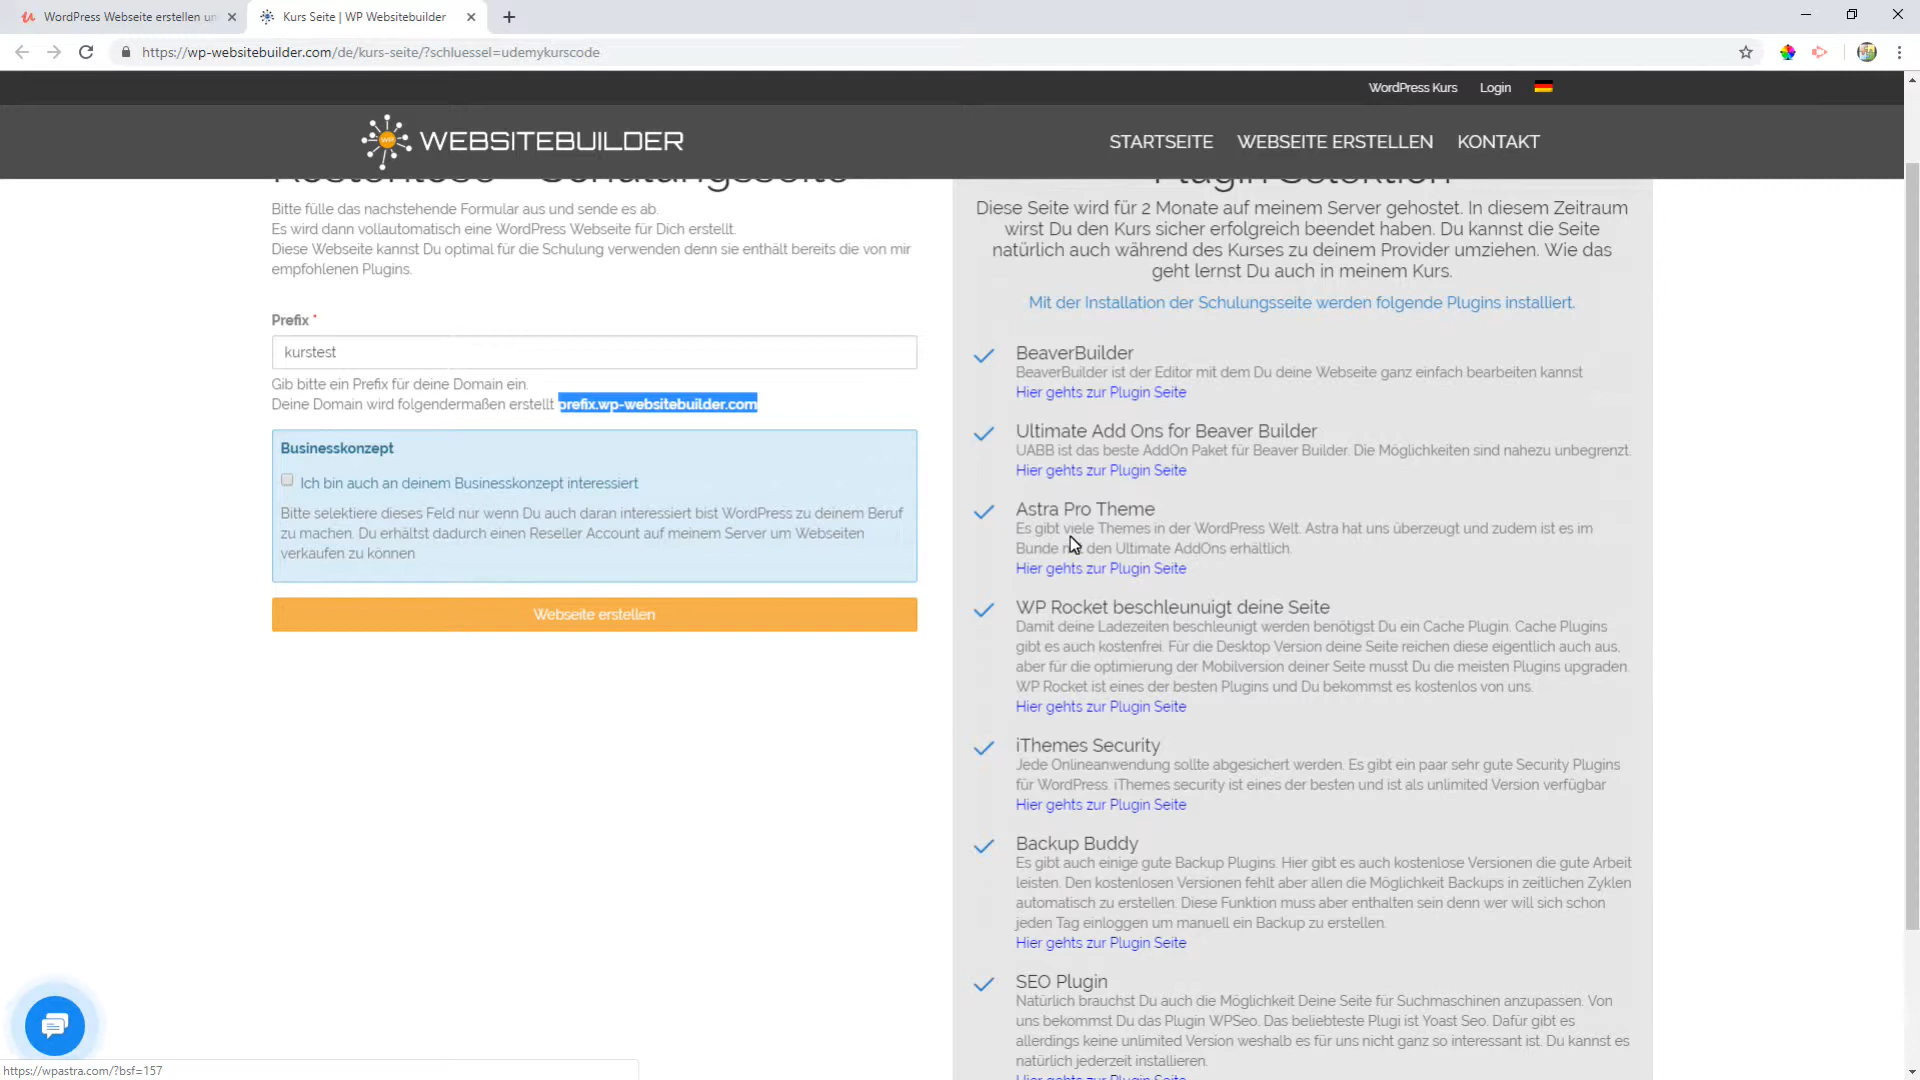 WordPress Webseite erstellen un
Kurs Seite | WP Websitebuilder
https://wp-websitebuilder.com/de/kurs-seite/?schluessel=udemykurscode
WordPress Kurs
Login
WP
WEBSITEBUILDER
STARTSEITE
WEBSEITE ERSTELLEN
KONTAKT
Kostenlose - Schulungsseite
Bitte fülle das nachstehende Formular aus und sende es ab.
Es wird dann vollautomatisch eine WordPress Webseite für Dich erstellt.
Diese Webseite kannst Du optimal für die Schulung verwenden denn sie enthält bereits die von mir
empfohlenen Plugins.
Prefix *
kurstest
Gib bitte ein Prefix für deine Domain ein.
Deine Domain wird folgendermaßen erstellt prefix.wp-websitebuilder.com
Businesskonzept
Ich bin auch an deinem Businesskonzept interessiert
Bitte selektiere dieses Feld nur wenn Du auch daran interessiert bist WordPress zu deinem Beruf
zu machen. Du erhältst dadurch einen Reseller Account auf meinem Server um Webseiten
verkaufen zu können
Webseite erstellen
Plugin Selektion
Diese Seite wird für 2 Monate auf meinem Server gehostet. In diesem Zeitraum
wirst Du den Kurs sicher erfolgreich beendet haben. Du kannst die Seite
natürlich auch während des Kurses zu deinem Provider umziehen. Wie das
geht lernst Du auch in meinem Kurs.
Mit der Installation der Schulungsseite werden folgende Plugins installiert.
BeaverBuilder
BeaverBuilder ist der Editor mit dem Du deine Webseite ganz einfach bearbeiten kannst
Hier gehts zur Plugin Seite
Ultimate Add Ons for Beaver Builder
UABB ist das beste AddOn Paket für Beaver Builder. Die Möglichkeiten sind nahezu unbegrenzt.
Hier gehts zur Plugin Seite
Astra Pro Theme
Es gibt viele Themes in der WordPress Welt. Astra hat uns überzeugt und zudem ist es im
Bunde mit den Ultimate AddOns erhältlich.
Hier gehts zur Plugin Seite
WP Rocket beschleunuigt deine Seite
Damit deine Ladezeiten beschleunigt werden benötigst Du ein Cache Plugin. Cache Plugins
gibt es auch kostenfrei. Für die Desktop Version deine Seite reichen diese eigentlich auch aus,
aber für die optimierung der Mobilversion deiner Seite musst Du die meisten Plugins upgraden.
WP Rocket ist eines der besten Plugins und Du bekommst es kostenlos von uns.
Hier gehts zur Plugin Seite
iThemes Security
Jede Onlineanwendung sollte abgesichert werden. Es gibt ein paar sehr gute Security Plugins
für WordPress. iThemes security ist eines der besten und ist als unlimited Version verfügbar
Hier gehts zur Plugin Seite
Backup Buddy
Es gibt auch einige gute Backup Plugins. Hier gibt es auch kostenlose Versionen die gute Arbeit
leisten. Den kostenlosen Versionen fehlt aber allen die Möglichkeit Backups in zeitlichen Zyklen
automatisch zu erstellen. Diese Funktion muss aber enthalten sein denn wer will sich schon
jeden Tag einloggen um manuell ein Backup zu erstellen.
Hier gehts zur Plugin Seite
SEO Plugin
Natürlich brauchst Du auch die Möglichkeit Deine Seite für Suchmaschinen anzupassen. Von
uns bekommst Du das Plugin WPSeo. Das beliebteste Plugi ist Yoast Seo. Dafür gibt es
allerdings keine unlimited Version weshalb es für uns nicht ganz so interessant ist. Du kannst es
natürlich jederzeit installieren.
Hier gehts zur Plugin Seite
https://wpastra.com/?bsf=157